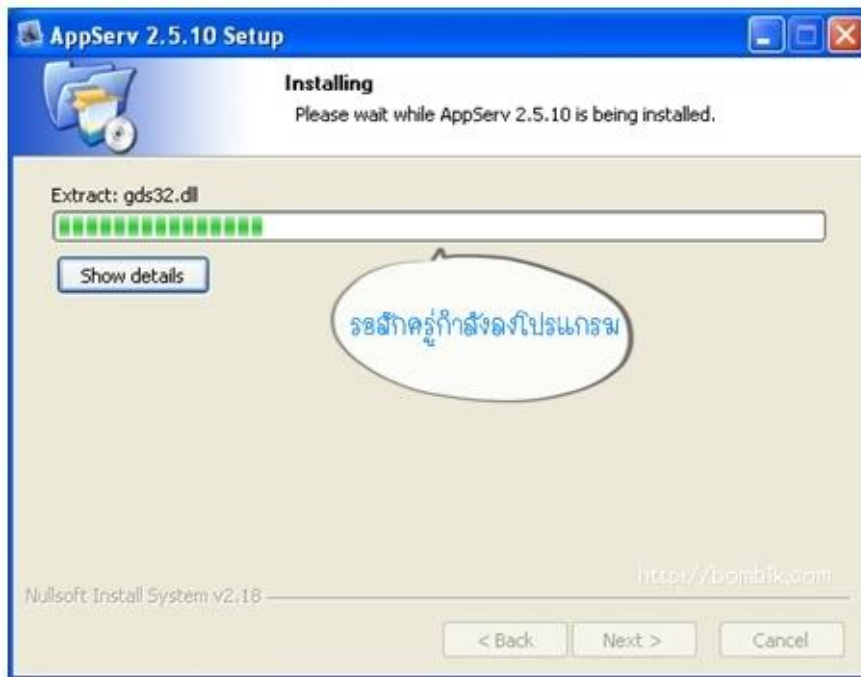 AppServ 2.5.10 Setup
Installing
Please wait while AppServ 2.5.10 is being installed.
Extract: gds32.dll
Show details
รอสักครู่กำลังลงโปรแกรม
http://bombik.com
Nullsoft Install System v2.18
< Back
Next >
Cancel